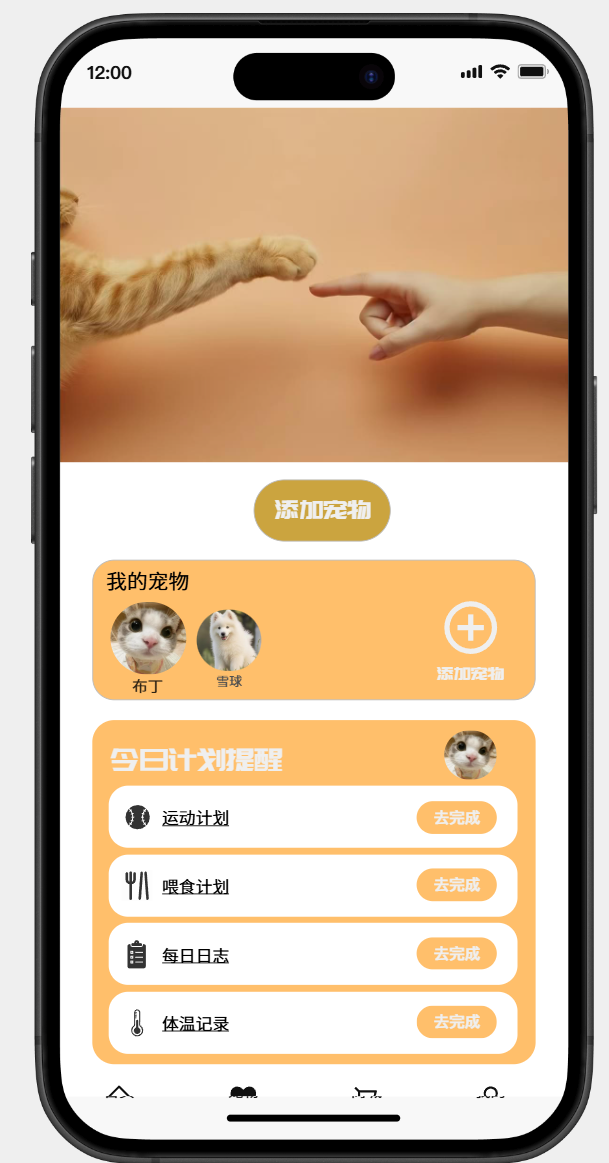 12:00
添加宠物
我的宠物
添加宠物
布丁
雪球
今日计划提醒
运动计划
去完成
喂食计划
去完成
每日日志
去完成
体温记录
去完成